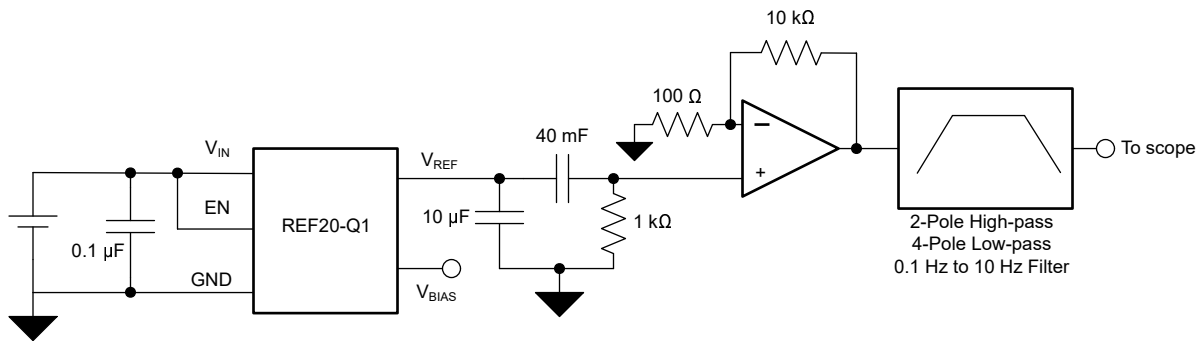 10 kΩ
100 Ω
40 mF
To scope
V_IN
V_REF
EN
REF20-Q1
10 µF
1 kΩ
0.1 µF
GND
V_BIAS
2-Pole High-pass
4-Pole Low-pass
0.1 Hz to 10 Hz Filter